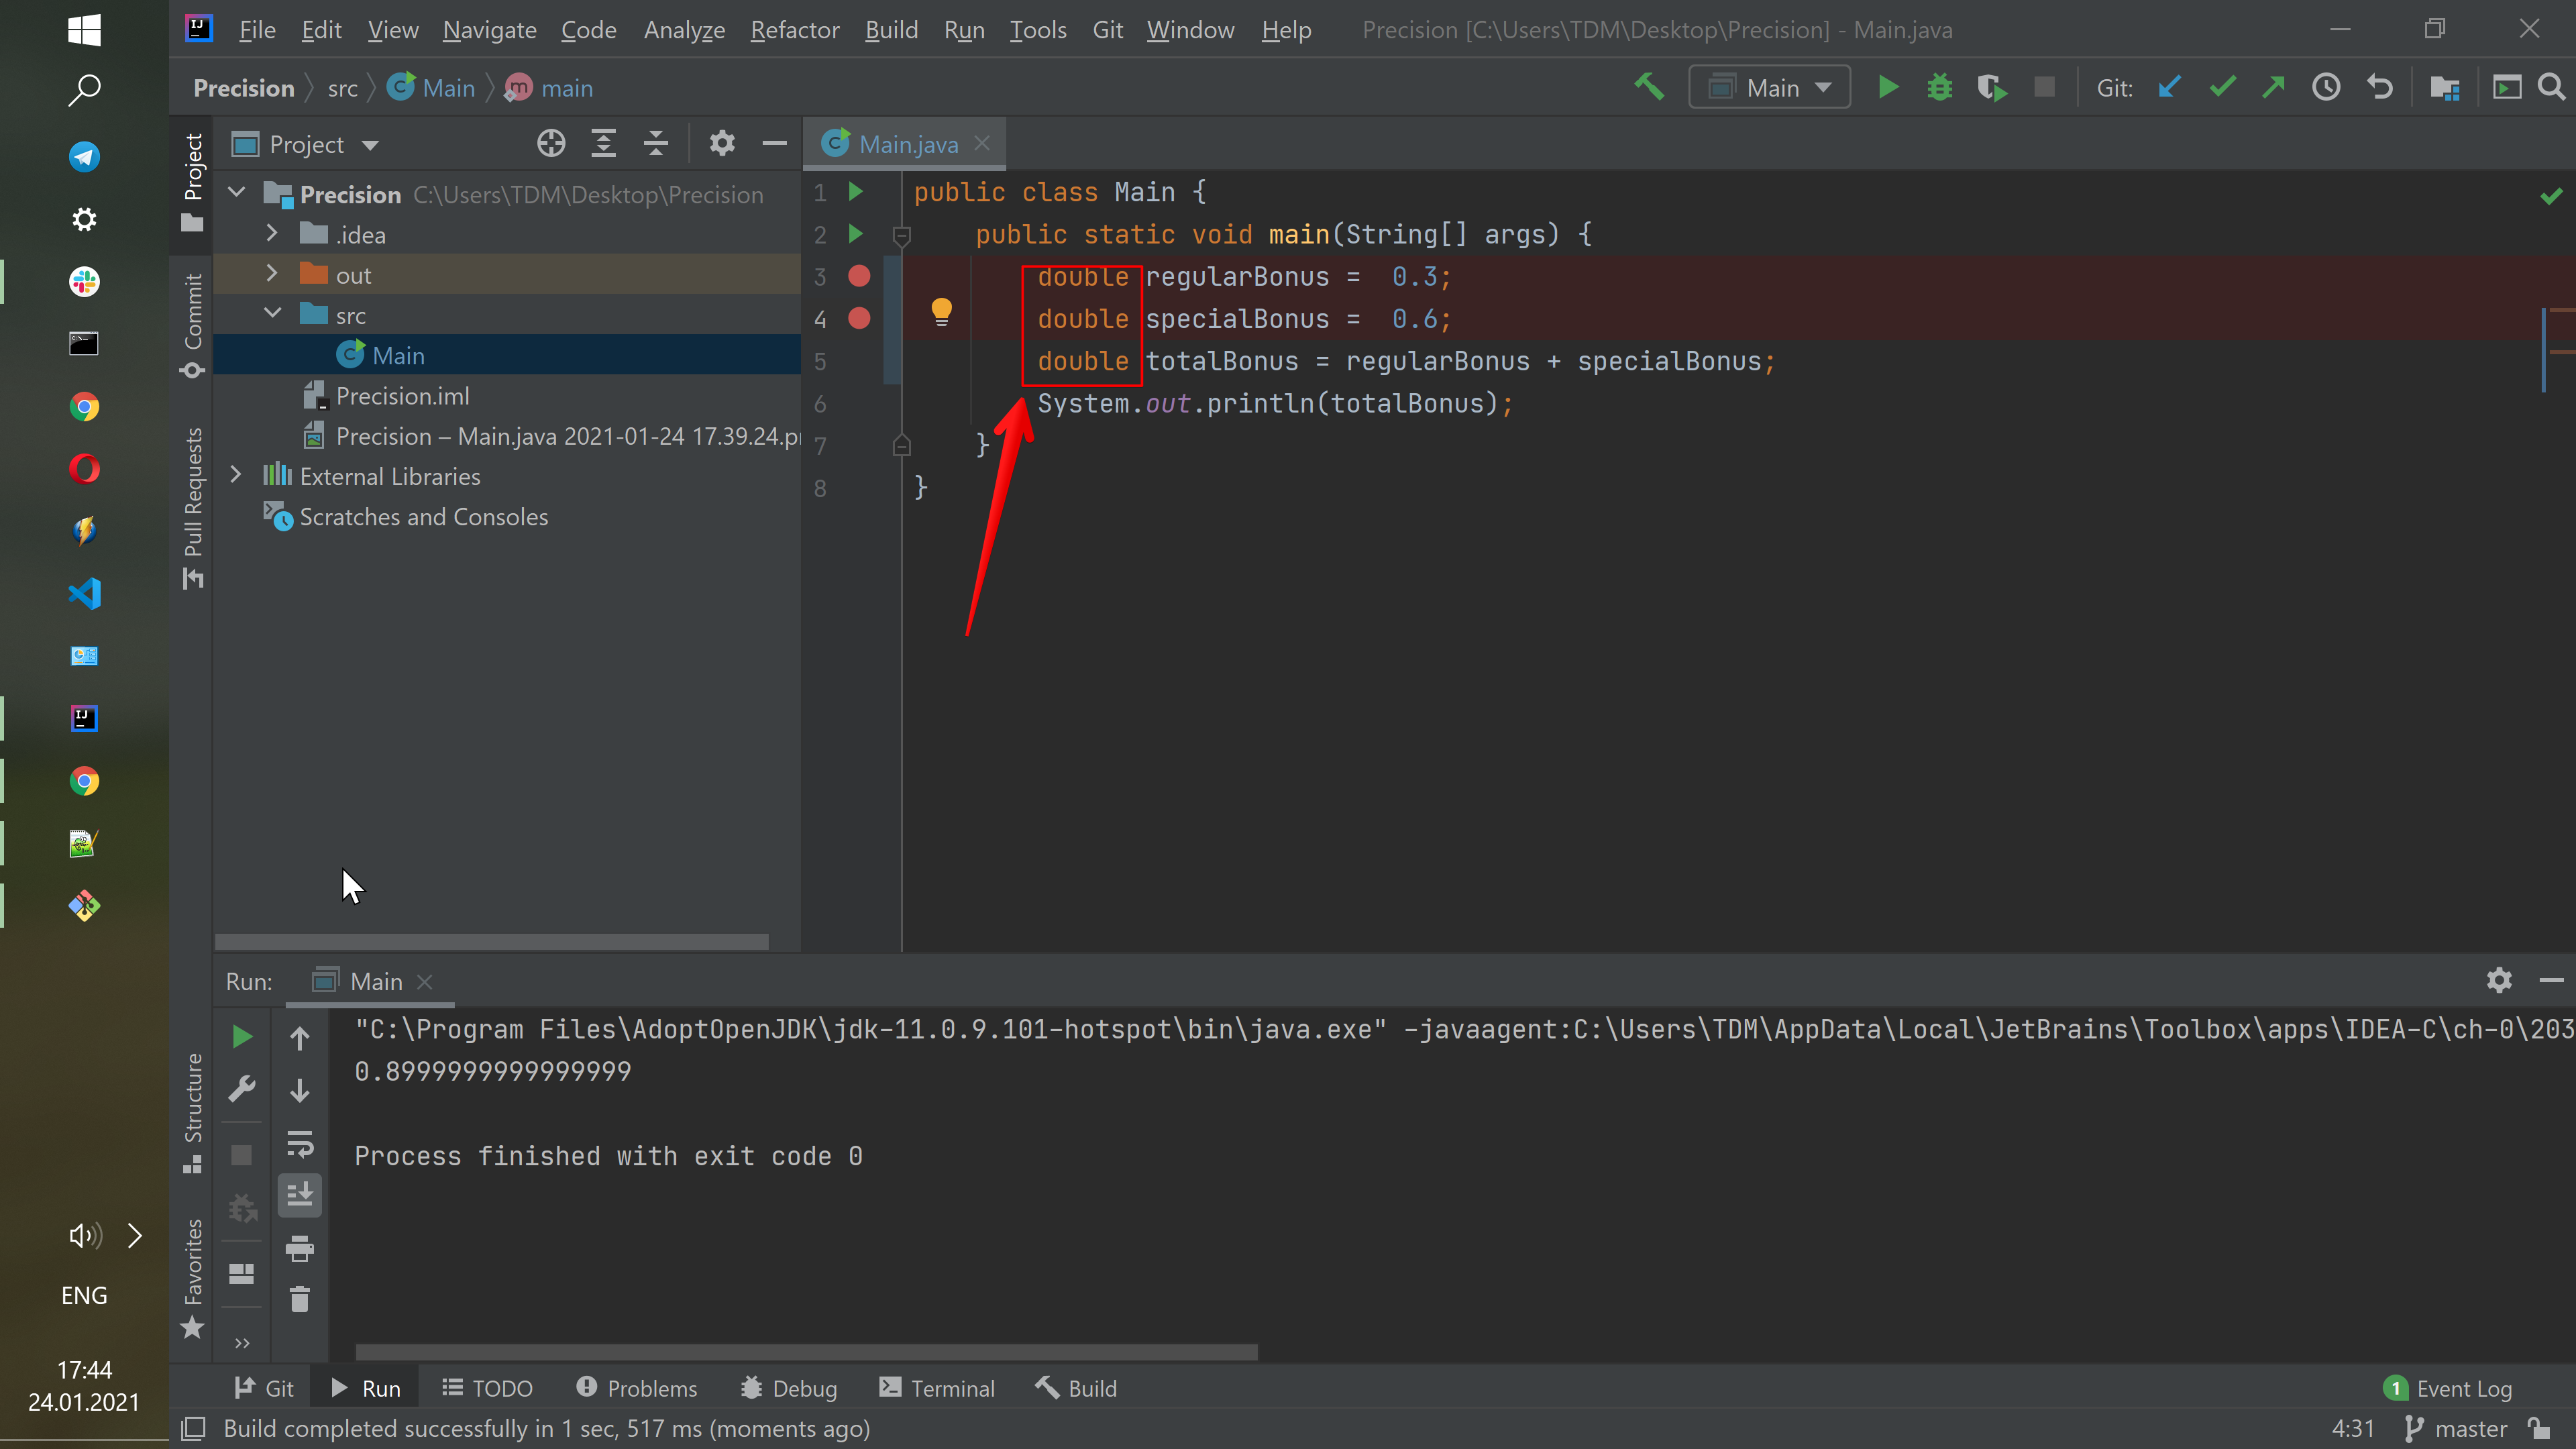 File Edit View Navigate Code Analyze Refactor Build Run Tools Git Window Help Precision [C:\Users\TDM\Desktop\Precision] - Main.java
Precision src Main main
Main Git:
Project
Main.java
Project
Commit
Pull Requests
Structure
Favorites
Precision C:\Users\TDM\Desktop\Precision
.idea
out
src
Main
Precision.iml
Precision – Main.java 2021-01-24 17.39.24.p
External Libraries
Scratches and Consoles
1 public class Main {
2 public static void main(String[] args) {
3 double regularBonus = 0.3;
4 double specialBonus = 0.6;
5 double totalBonus = regularBonus + specialBonus;
6 System.out.println(totalBonus);
7 }
8 }
Run: Main
"C:\Program Files\AdoptOpenJDK\jdk-11.0.9.101-hotspot\bin\java.exe" -javaagent:C:\Users\TDM\AppData\Local\JetBrains\Toolbox\apps\IDEA-C\ch-0\203
0.8999999999999999
Process finished with exit code 0
ENG
17:44
24.01.2021
Git Run TODO Problems Debug Terminal Build 1 Event Log
Build completed successfully in 1 sec, 517 ms (moments ago) 4:31 master